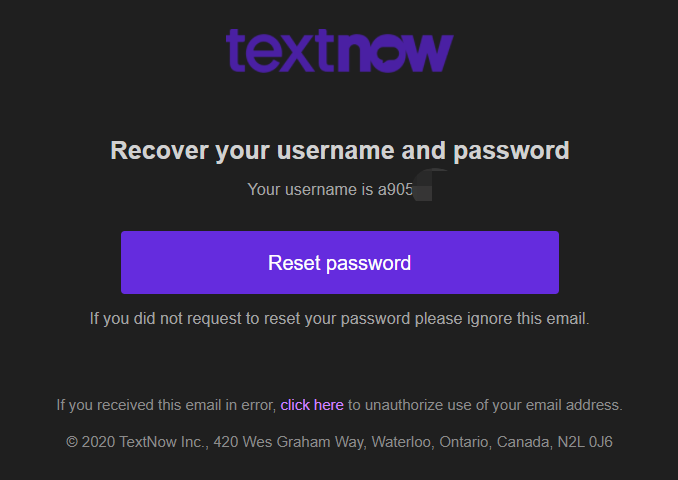 textnow
Recover your username and password
Your username is a905
Reset password
If you did not request to reset your password please ignore this email.
If you received this email in error, click here to unauthorize use of your email address.
© 2020 TextNow Inc., 420 Wes Graham Way, Waterloo, Ontario, Canada, N2L 0J6